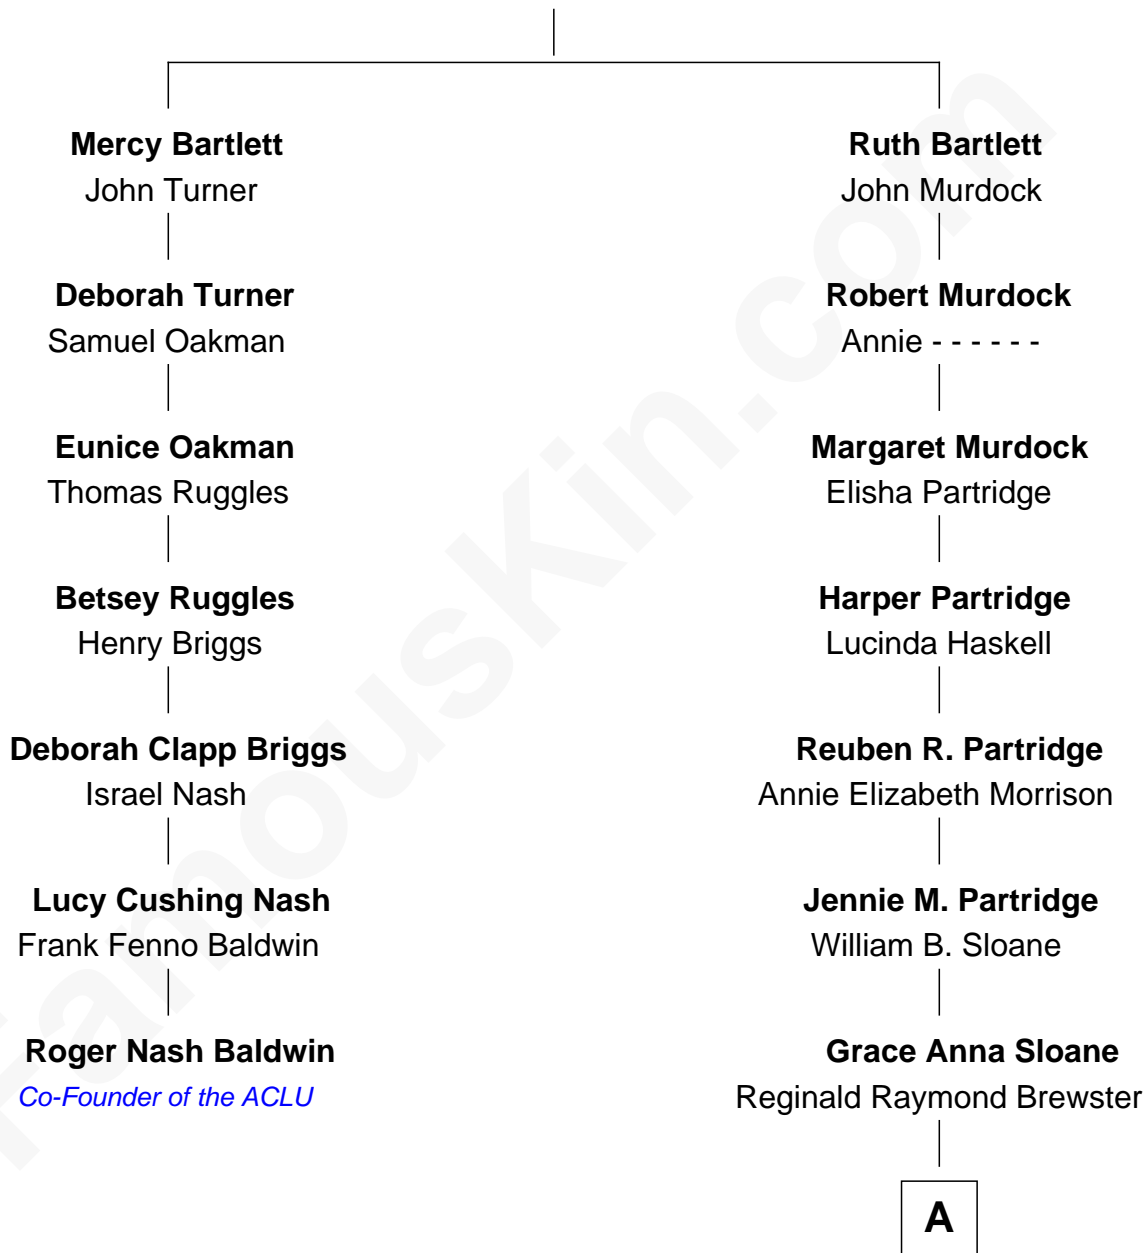 Mercy Bartlett
John Turner
Deborah Turner
Samuel Oakman
Eunice Oakman
Thomas Ruggles
Betsey Ruggles
Henry Briggs
Deborah Clapp Briggs
Israel Nash
Lucy Cushing Nash
Frank Fenno Baldwin
Roger Nash Baldwin
Co-Founder of the ACLU
Ruth Bartlett
John Murdock
Robert Murdock
Annie - - - - - -
Margaret Murdock
Elisha Partridge
Harper Partridge
Lucinda Haskell
Reuben R. Partridge
Annie Elizabeth Morrison
Jennie M. Partridge
William B. Sloane
Grace Anna Sloane
Reginald Raymond Brewster
A
FamousKin.com